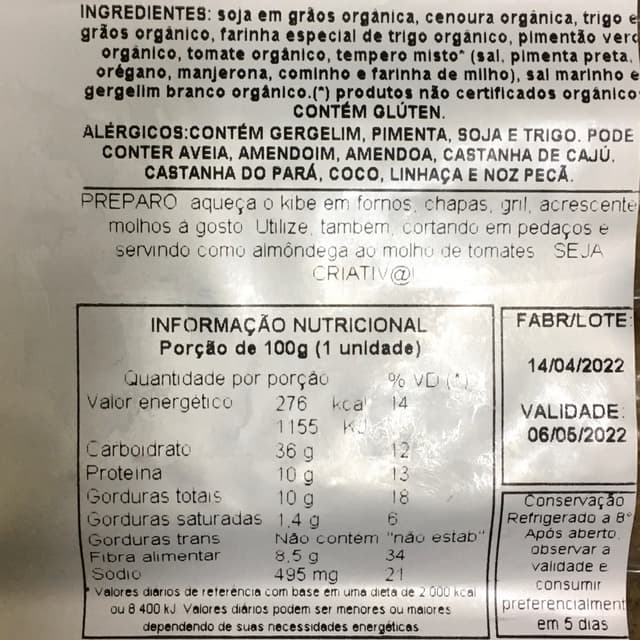 INGREDIENTES: soja em grãos orgânica, cenoura orgânica, trigo e
grãos orgânico, farinha especial de trigo orgânico, pimentão verd
orgânico, tomate orgânico, tempero misto* (sal, pimenta preta,
orégano, manjerona, cominho e farinha de milho), sal marinho e
gergelim branco orgânico.(*) produtos não certificados orgânico
CONTÉM GLÚTEN.
ALÉRGICOS:CONTÉM GERGELIM, PIMENTA, SOJA E TRIGO. PODE
CONTER AVEIA, AMENDOIM, AMENDOA, CASTANHA DE CAJÚ,
CASTANHA DO PARÁ, COCO, LINHAÇA E NOZ PECÃ.
PREPARO aqueça o kibe em fornos, chapas, gril, acrescente
molhos á gosto Utilize, tambem, cortando em pedaços e
servindo como almôndega ao molho de tomates SEJA
CRIATIV@!
INFORMAÇÃO NUTRICIONAL
Porção de 100g (1 unidade)
Quantidade por porção % VD (*)
Valor energético 276 kcal 14
1155 KJ
Carboidrato 36 g 12
Proteina 10 g 13
Gorduras totais 10 g 18
Gorduras saturadas 1,4 g 6
Gorduras trans Não contem "não estab"
Fibra alimentar 8,5 g 34
Sódio 495 mg 21
* Valores diários de referência com base em uma dieta de 2 000 kcal
ou 8 400 kJ Valores diários podem ser menores ou maiores
dependendo de suas necessidades energéticas
FABR/LOTE:
14/04/2022
VALIDADE:
06/05/2022
Conservação
Refrigerado a 8°
Após aberto,
observar a
validade e
consumir
preferencialment
em 5 dias